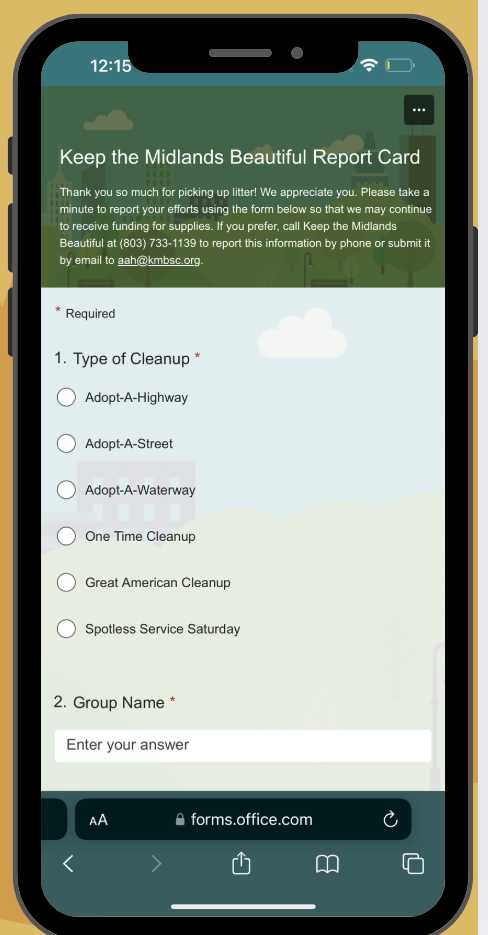 12:15
Keep the Midlands Beautiful Report Card
Thank you so much for picking up litter! We appreciate you. Please take a
minute to report your efforts using the form below so that we may continue
to receive funding for supplies. If you prefer, call Keep the Midlands
Beautiful at (803) 733-1139 to report this information by phone or submit it
by email to aah@kmbsc.org.
* Required
1. Type of Cleanup *
Adopt-A-Highway
Adopt-A-Street
Adopt-A-Waterway
One Time Cleanup
Great American Cleanup
Spotless Service Saturday
2. Group Name *
Enter your answer
AA forms.office.com